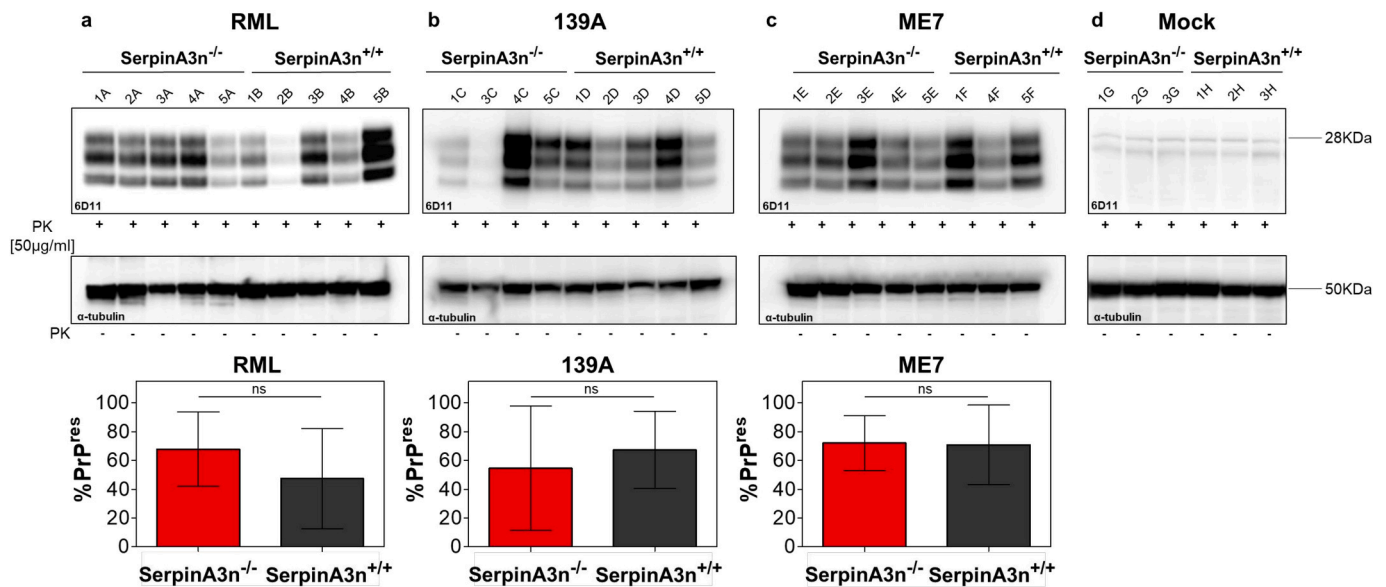 a RML
SerpinA3n-/- SerpinA3n+/+
1A 2A 3A 4A 5A 1B 2B 3B 4B 5B
6D11
PK
[50µg/ml]
+ + + + + + + + + +
α-tubulin
PK
- - - - - - - - - -
b 139A
SerpinA3n-/- SerpinA3n+/+
1C 3C 4C 5C 1D 2D 3D 4D 5D
6D11
+ + + + + + + + +
α-tubulin
- - - - - - - - -
c ME7
SerpinA3n-/- SerpinA3n+/+
1E 2E 3E 4E 5E 1F 4F 5F
6D11
+ + + + + + + +
α-tubulin
- - - - - - - -
d Mock
SerpinA3n-/- SerpinA3n+/+
1G 2G 3G 1H 2H 3H
28KDa
6D11
+ + + + + +
50KDa
α-tubulin
- - - - - -
RML
ns
%PrPres
100
80
60
40
20
0
SerpinA3n-/- SerpinA3n+/+
139A
ns
%PrPres
100
80
60
40
20
0
SerpinA3n-/- SerpinA3n+/+
ME7
ns
%PrPres
100
80
60
40
20
0
SerpinA3n-/- SerpinA3n+/+